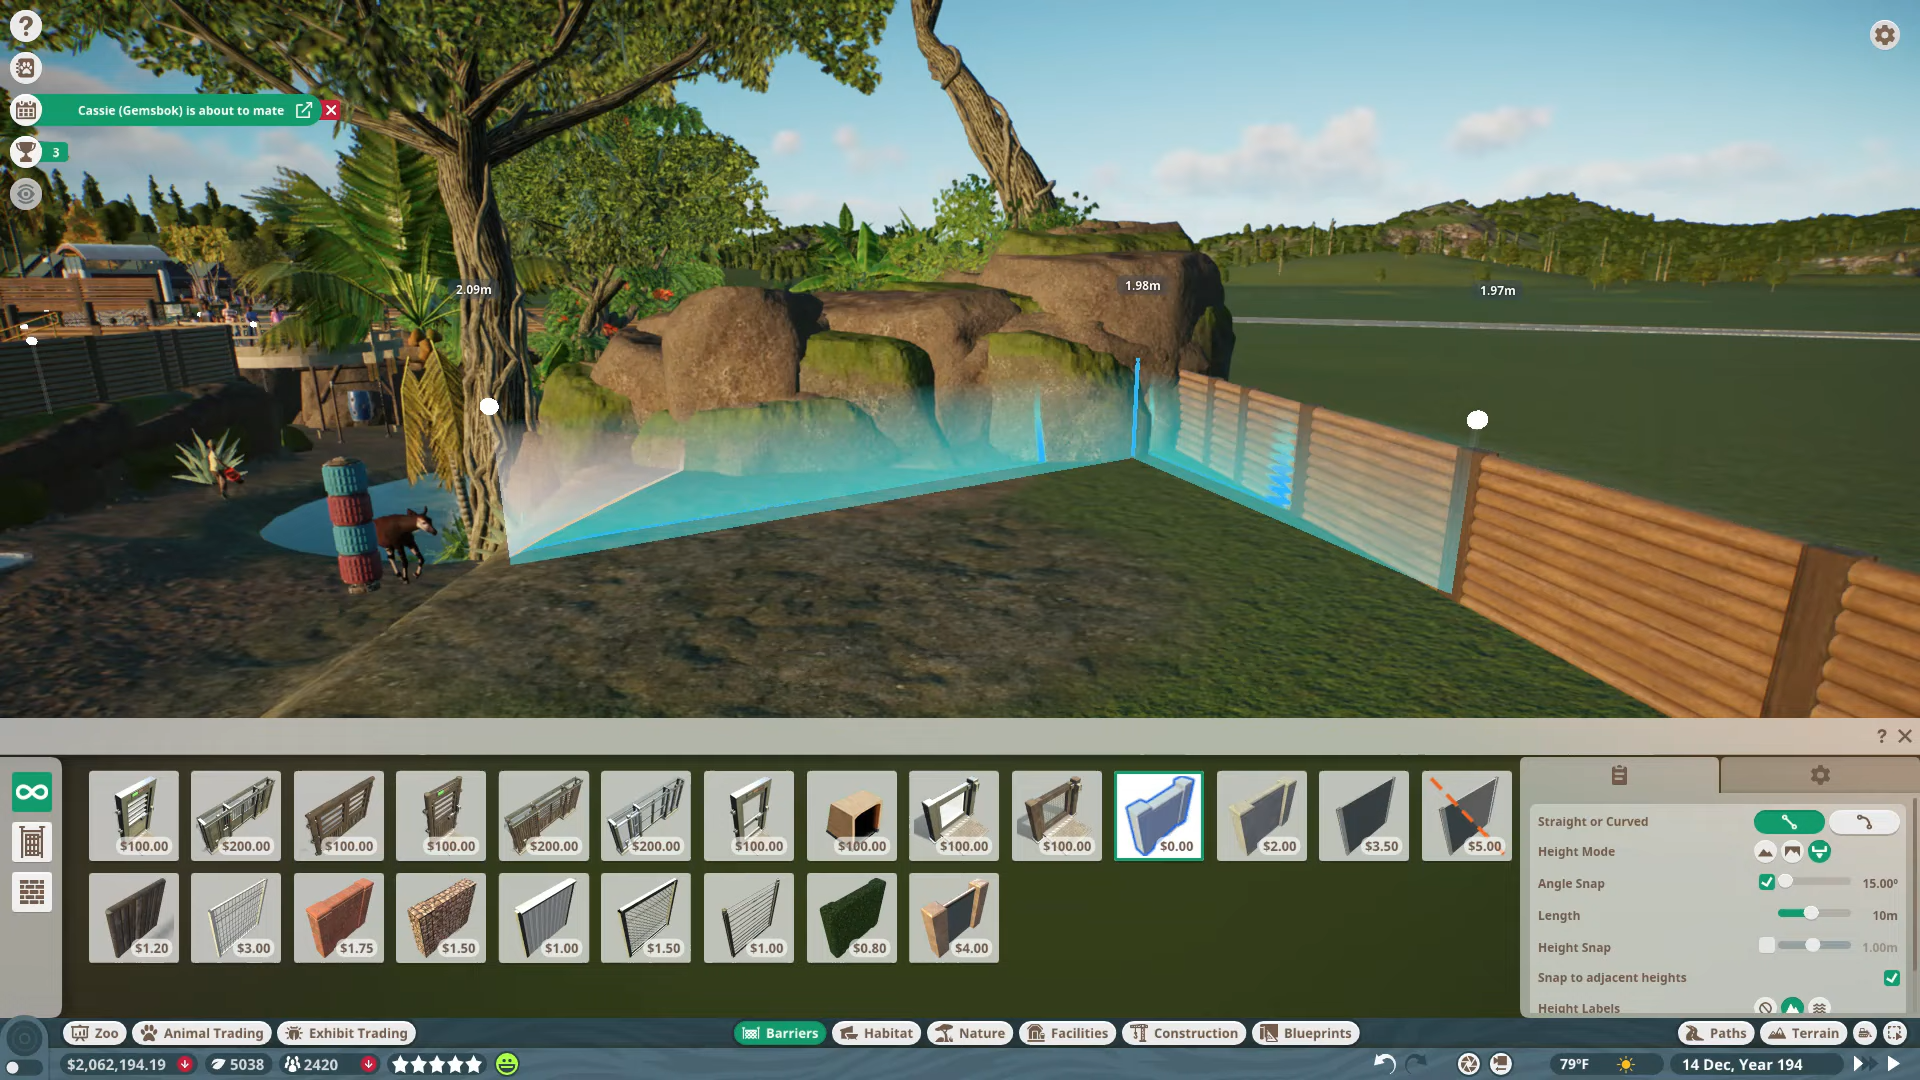 ?
Cassie (Gemsbok) is about to mate
3
2.09m
1.98m
1.97m
?
$100.00
$200.00
$100.00
$100.00
$200.00
$200.00
$100.00
$100.00
$100.00
$100.00
$0.00
$2.00
$3.50
$5.00
$1.20
$3.00
$1.75
$1.50
$1.00
$1.50
$1.00
$0.80
$4.00
Straight or Curved
Height Mode
Angle Snap 15.00º
Length 10m
Height Snap 1.00m
Snap to adjacent heights
Height Labels
Zoo Animal Trading Exhibit Trading Barriers Habitat Nature Facilities Construction Blueprints Paths Terrain
$2,062,194.19 5038 2420 79°F 14 Dec, Year 194